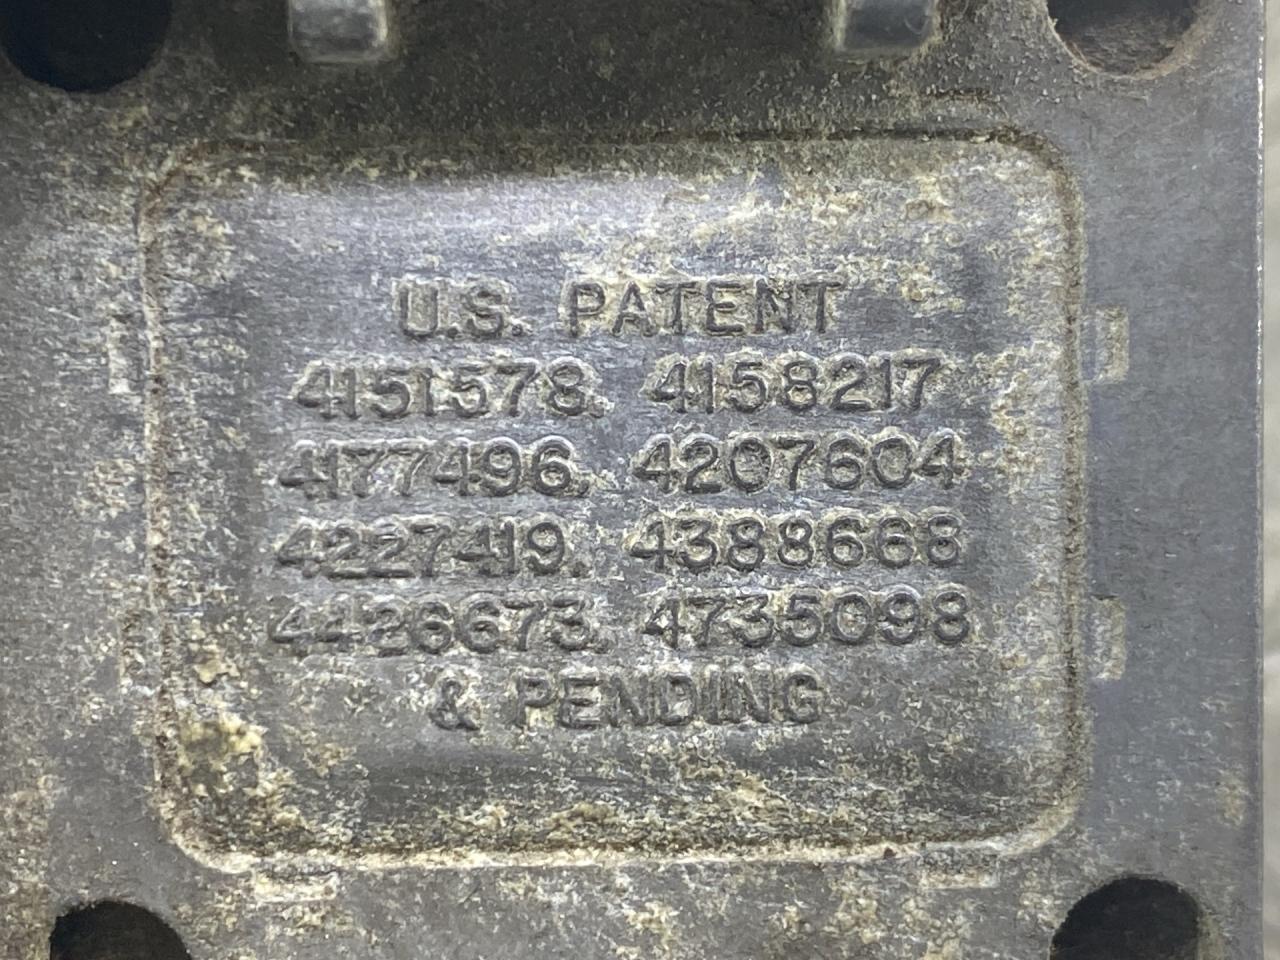 U.S. PATENT
4151578, 4158217
4177496, 4207604
4227419, 4388668
4426673, 4735098
& PENDING